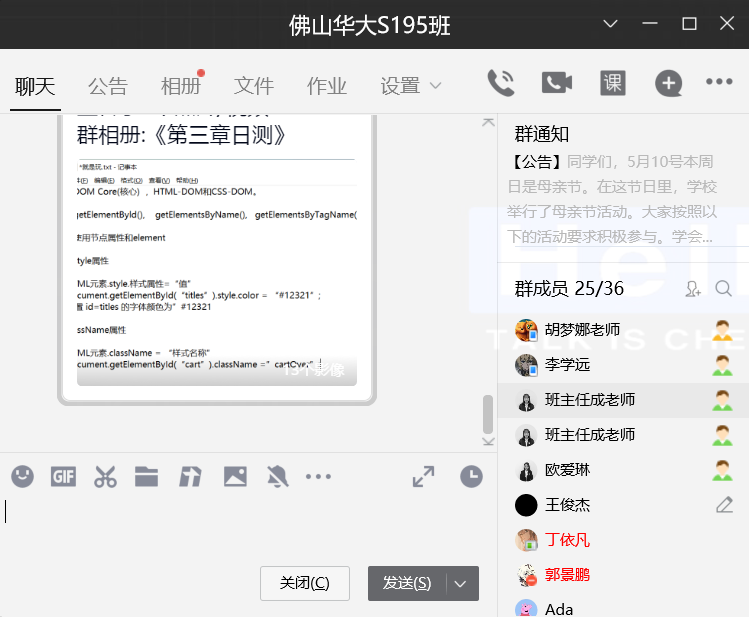 佛山华大S195班
聊天
公告
相册
文件
作业
设置
课
群相册:《第三章日测》
*就是玩.txt - 记事本
编辑(E) 格式(O) 查看(V) 帮助(H)
DOM Core(核心) ，HTML-DOM和CSS-DOM。
getElementById()， getElementsByName()， getElementsByTagName(
使用节点属性和element
tyle属性
ML元素.style.样式属性= “值”
cument.getElementById( “titles” ).style.color = “#12321” ;
置 id=titles 的字体颜色为” #12321
ssName属性
ML元素.className = “样式名称”
cument.getElementById( “cart” ).className =”
13个影像
GIF
关闭(C)
发送(S)
群通知
【公告】同学们，5月10号本周
日是母亲节。在这节日里，学校
举行了母亲节活动。大家按照以
下的活动要求积极参与。学会...
Hell
群成员 25/36
TALK IS CHE
胡梦娜老师
李学远
班主任成老师
班主任成老师
欧爱琳
王俊杰
丁依凡
郭景鹏
Ada